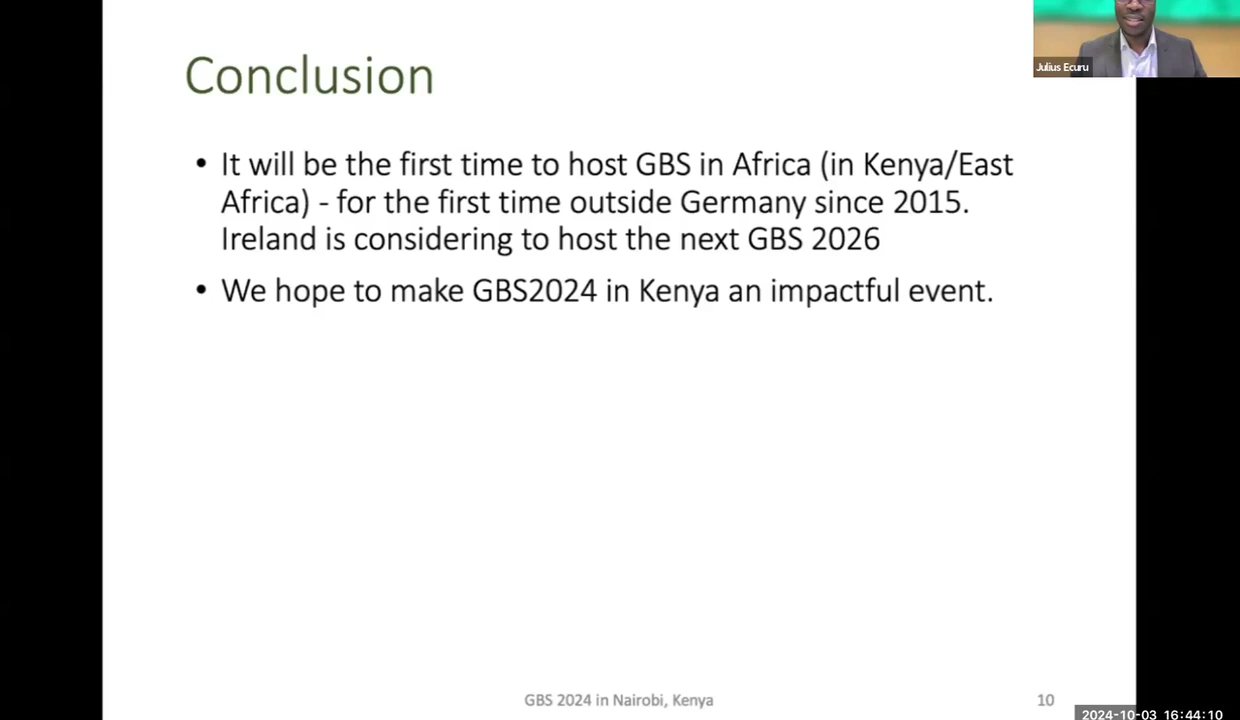 Conclusion
Julius Ecuru
• It will be the first time to host GBS in Africa (in Kenya/East
Africa) - for the first time outside Germany since 2015.
Ireland is considering to host the next GBS 2026
• We hope to make GBS2024 in Kenya an impactful event.
GBS 2024 in Nairobi, Kenya
10
2024-10-03 16:44:10